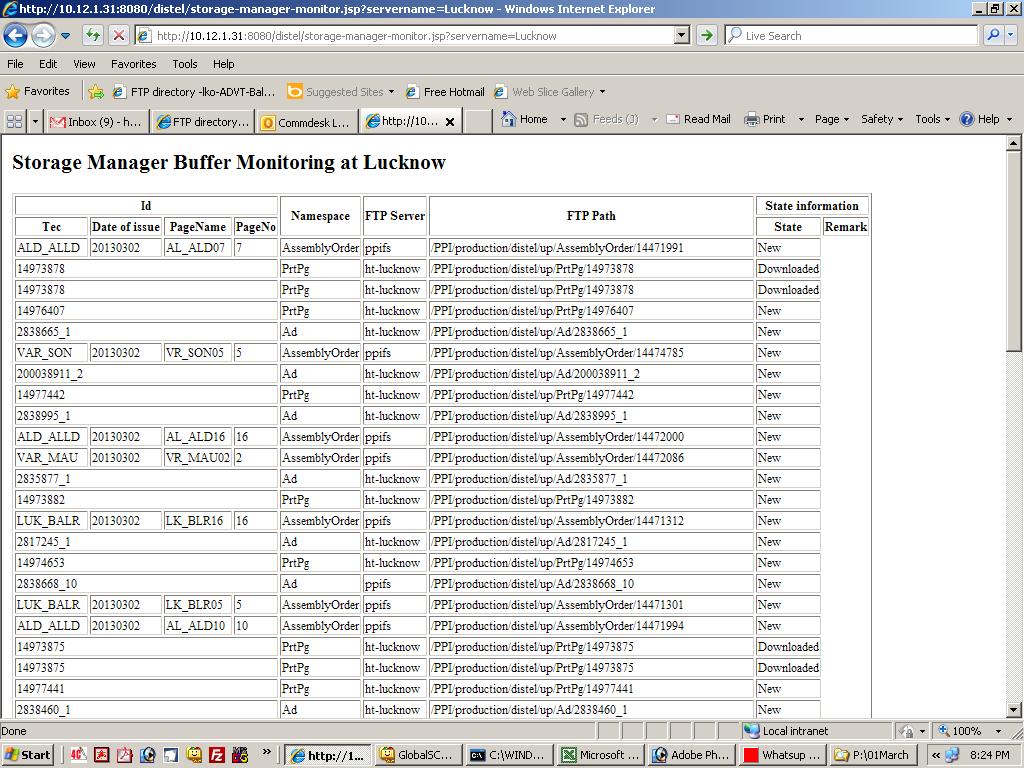 http://10.12.1.31:8080/distel/storage-manager-monitor.jsp?servername=Lucknow - Windows Internet Explorer
http://10.12.1.31:8080/distel/storage-manager-monitor.jsp?servername=Lucknow Live Search
File Edit View Favorites Tools Help
Favorites FTP directory -lko-ADVT-Bal... Suggested Sites Free Hotmail Web Slice Gallery
Inbox (9) - h... FTP directory... Commdesk L... http://10... Home Feeds (J) Read Mail Print Page Safety Tools Help
Storage Manager Buffer Monitoring at Lucknow
Id Namespace FTP Server FTP Path State information
Tec Date of issue PageName PageNo State Remark
ALD_ALLD 20130302 AL_ALD07 7 AssemblyOrder ppifs /PPI/production/distel/up/AssemblyOrder/14471991 New
14973878 PrtPg ht-lucknow /PPI/production/distel/up/PrtPg/14973878 Downloaded
14973878 PrtPg ht-lucknow /PPI/production/distel/up/PrtPg/14973878 Downloaded
14976407 PrtPg ht-lucknow /PPI/production/distel/up/PrtPg/14976407 New
2838665_1 Ad ht-lucknow /PPI/production/distel/up/Ad/2838665_1 New
VAR_SON 20130302 VR_SON05 5 AssemblyOrder ppifs /PPI/production/distel/up/AssemblyOrder/14474785 New
200038911_2 Ad ht-lucknow /PPI/production/distel/up/Ad/200038911_2 New
14977442 PrtPg ht-lucknow /PPI/production/distel/up/PrtPg/14977442 New
2838995_1 Ad ht-lucknow /PPI/production/distel/up/Ad/2838995_1 New
ALD_ALLD 20130302 AL_ALD16 16 AssemblyOrder ppifs /PPI/production/distel/up/AssemblyOrder/14472000 New
VAR_MAU 20130302 VR_MAU02 2 AssemblyOrder ppifs /PPI/production/distel/up/AssemblyOrder/14472086 New
2835877_1 Ad ht-lucknow /PPI/production/distel/up/Ad/2835877_1 New
14973882 PrtPg ht-lucknow /PPI/production/distel/up/PrtPg/14973882 New
LUK_BALR 20130302 LK_BLR16 16 AssemblyOrder ppifs /PPI/production/distel/up/AssemblyOrder/14471312 New
2817245_1 Ad ht-lucknow /PPI/production/distel/up/Ad/2817245_1 New
14974653 PrtPg ht-lucknow /PPI/production/distel/up/PrtPg/14974653 New
2838668_10 Ad ppifs /PPI/production/distel/up/Ad/2838668_10 New
LUK_BALR 20130302 LK_BLR05 5 AssemblyOrder ppifs /PPI/production/distel/up/AssemblyOrder/14471301 New
ALD_ALLD 20130302 AL_ALD10 10 AssemblyOrder ppifs /PPI/production/distel/up/AssemblyOrder/14471994 New
14973875 PrtPg ht-lucknow /PPI/production/distel/up/PrtPg/14973875 Downloaded
14973875 PrtPg ht-lucknow /PPI/production/distel/up/PrtPg/14973875 Downloaded
14977441 PrtPg ht-lucknow /PPI/production/distel/up/PrtPg/14977441 New
2838460_1 Ad ht-lucknow /PPI/production/distel/up/Ad/2838460_1 New
Done Local intranet 100%
Start http://1... GlobalSC... C:\WIND... Microsoft ... Adobe Ph... Whatsup ... P:\01March 8:24 PM